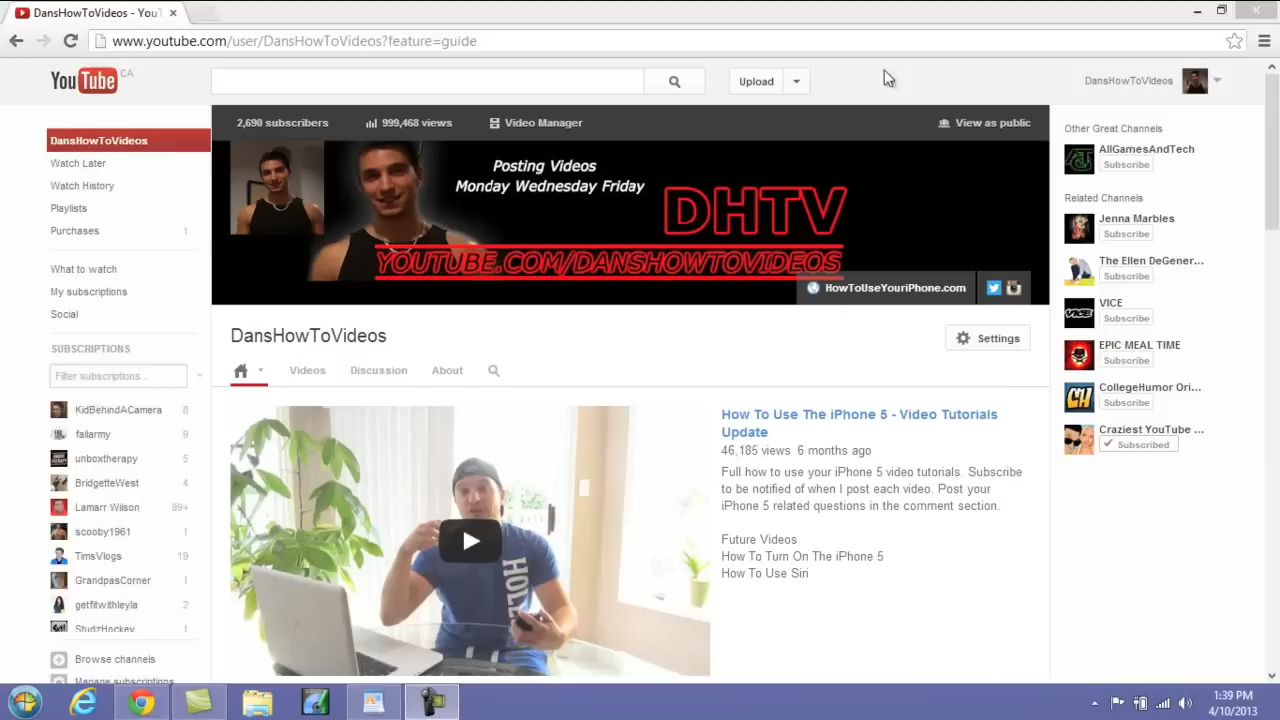 DansHowToVideos - YouT
www.youtube.com/user/DansHowToVideos?feature=guide
YouTube CA
Upload
DansHowToVideos
DansHowToVideos
Watch Later
Watch History
Playlists
Purchases 1
What to watch
My subscriptions
Social
SUBSCRIPTIONS
Filter subscriptions...
KidBehindACamera 8
failarmy 9
unboxtherapy 5
BridgetteWest 4
Lamarr Wilson 99+
scooby1961 1
TimsVlogs 19
GrandpasCorner 1
getfitwithleyla 2
StudzHockey 1
Browse channels
Manage subscriptions
2,690 subscribers 999,468 views Video Manager View as public
Posting Videos
Monday Wednesday Friday
DHTV
YOUTUBE.COM/DANSHOWTOVIDEOS
HowToUseYouriPhone.com
DansHowToVideos
Settings
Videos Discussion About
HOLL
How To Use The iPhone 5 - Video Tutorials
Update
46,185 views 6 months ago
Full how to use your iPhone 5 video tutorials. Subscribe
to be notified of when I post each video. Post your
iPhone 5 related questions in the comment section.
Future Videos
How To Turn On The iPhone 5
How To Use Siri
Other Great Channels
AllGamesAndTech
Subscribe
Related Channels
Jenna Marbles
Subscribe
The Ellen DeGener...
Subscribe
VICE
VICE
Subscribe
EPIC MEAL TIME
Subscribe
CH
CollegeHumor Ori...
Subscribe
Craziest YouTube ...
Subscribed
1:39 PM
4/10/2013